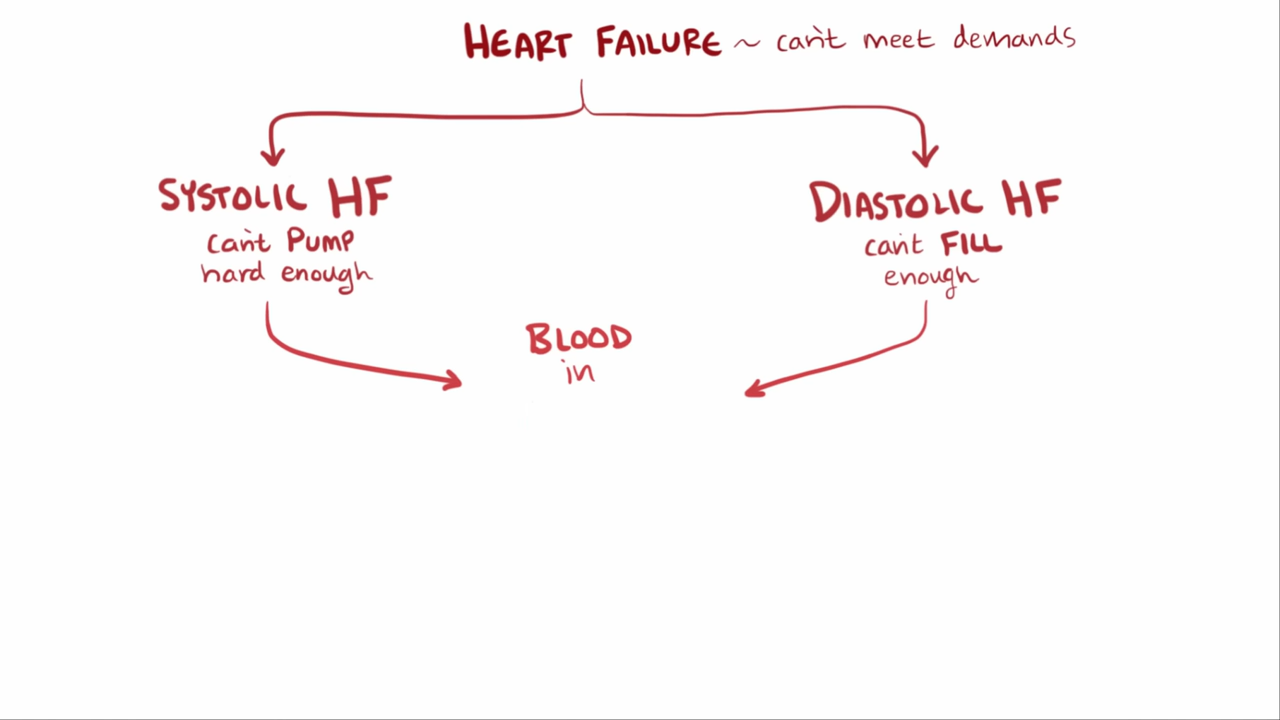 HEART FAILURE ~ can't meet demands
SYSTOLIC HF
can't PUMP
hard enough
DIASTOLIC HF
can't FILL
enough
BLOOD
in